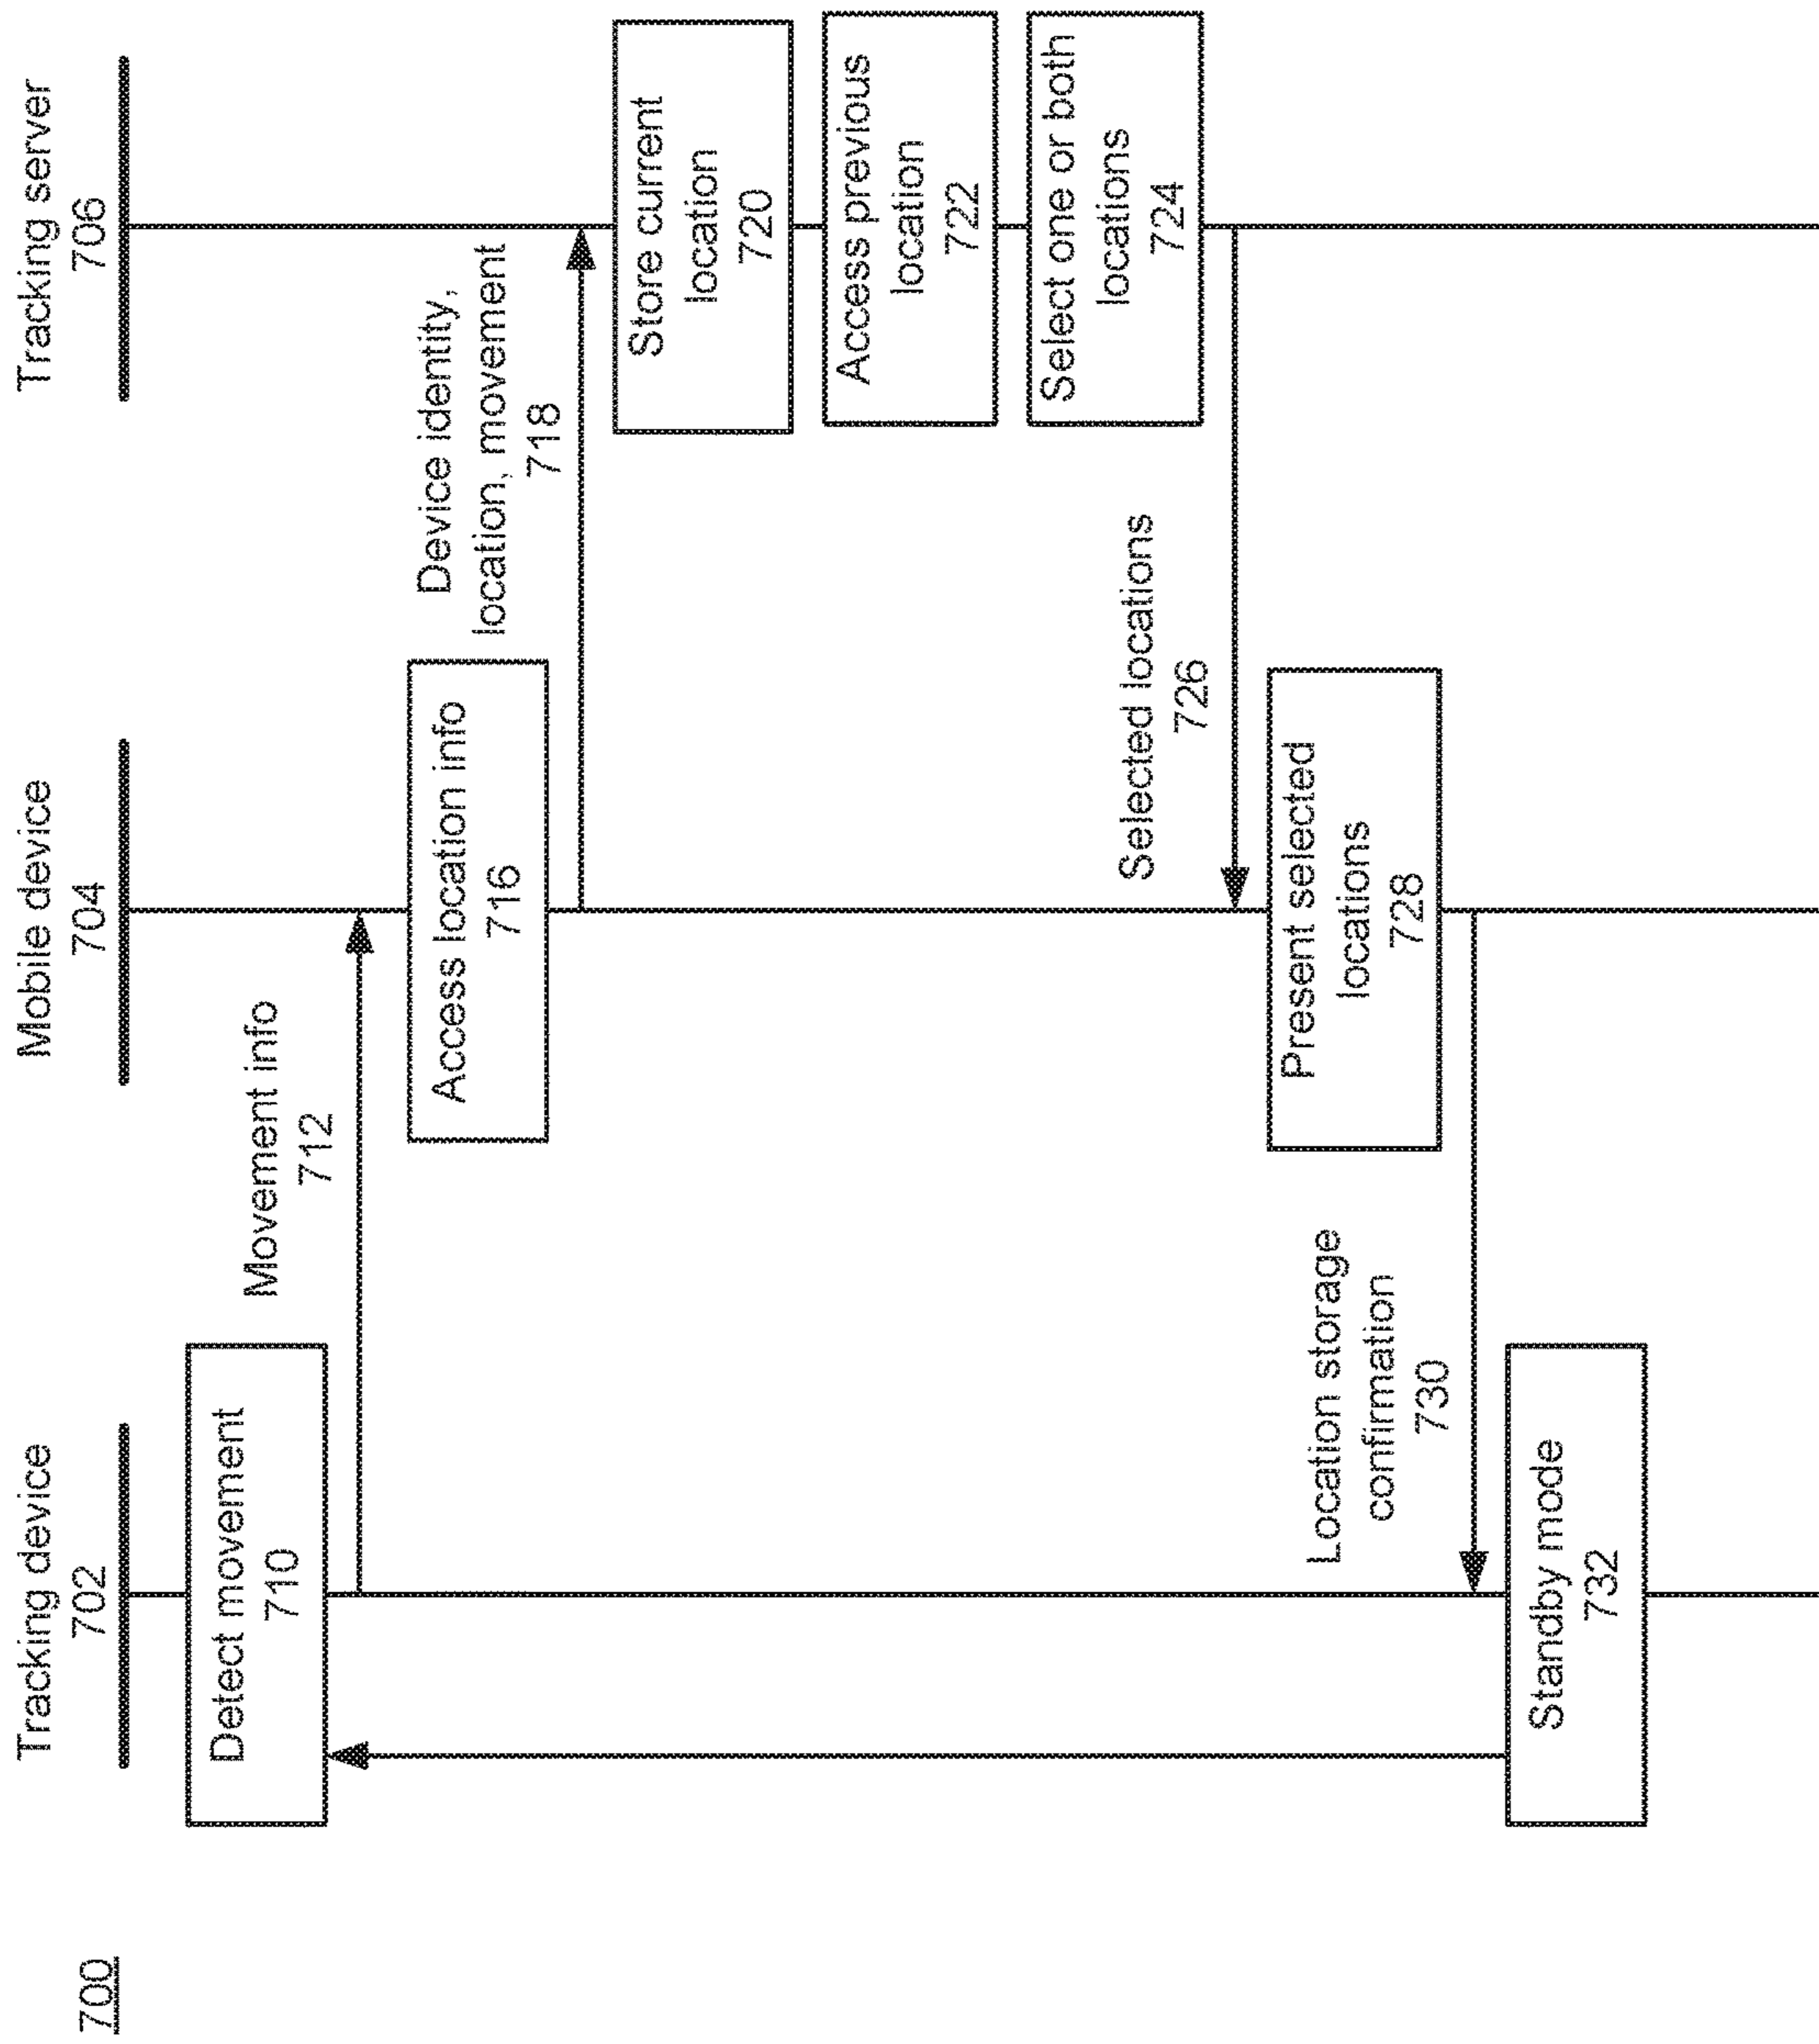 700
Tracking device
702
Mobile device
704
Tracking server
706
Detect movement
710
Movement info
712
Access location info
716
Device identity,
location, movement
718
Store current
location
720
Access previous
location
722
Select one or both
locations
724
Selected locations
726
Present selected
locations
728
Location storage
confirmation
730
Standby mode
732